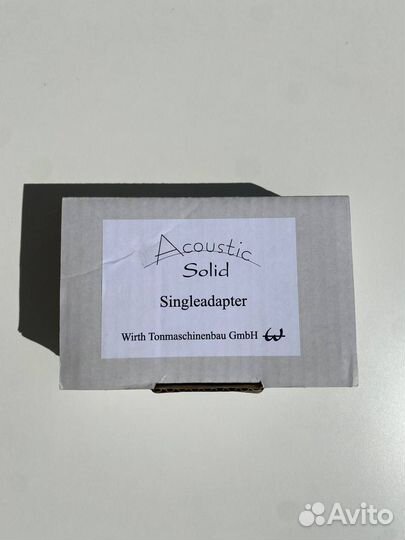 Acoustic
Solid
Singleadapter
Wirth Tonmaschinenbau GmbH W
Avito